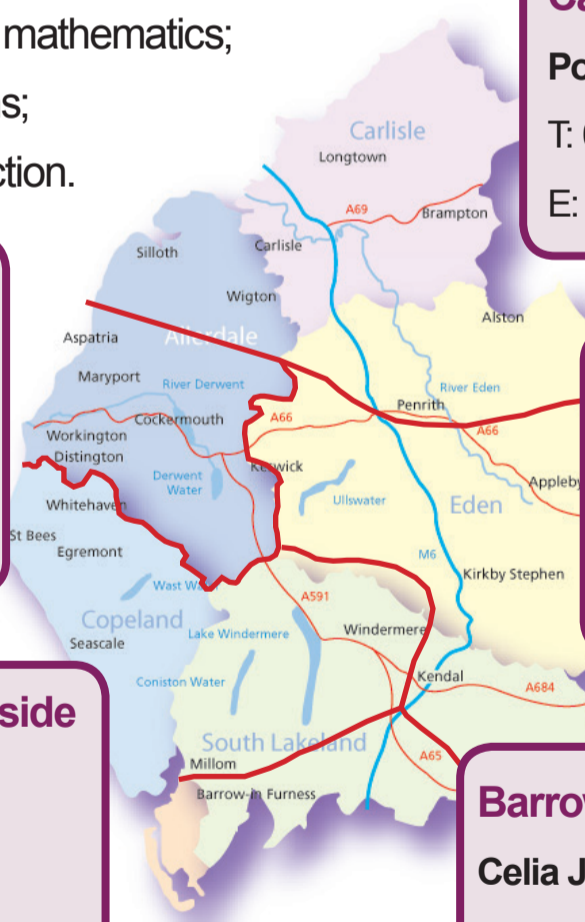 mathematics;
s;
ction.
Po
T:
E:
Carlisle
Longtown
A69
Brampton
Carlisle
Silloth
Wigton
Alston
Aspatria
Allerdale
Maryport
River Derwent
River Eden
Penrith
Cockermouth
A66
A66
Workington
Distington
Keswick
Derwent
Water
Ullswater
Appleby
Whitehaven
Eden
St Bees
Egremont
M6
Kirkby Stephen
Wast Wa
A591
Copeland
Lake Windermere
Windermere
Seascale
Kendal
Coniston Water
A684
side
South Lakeland
A65
Millom
Barrow-in Furness
Barrow
Celia J